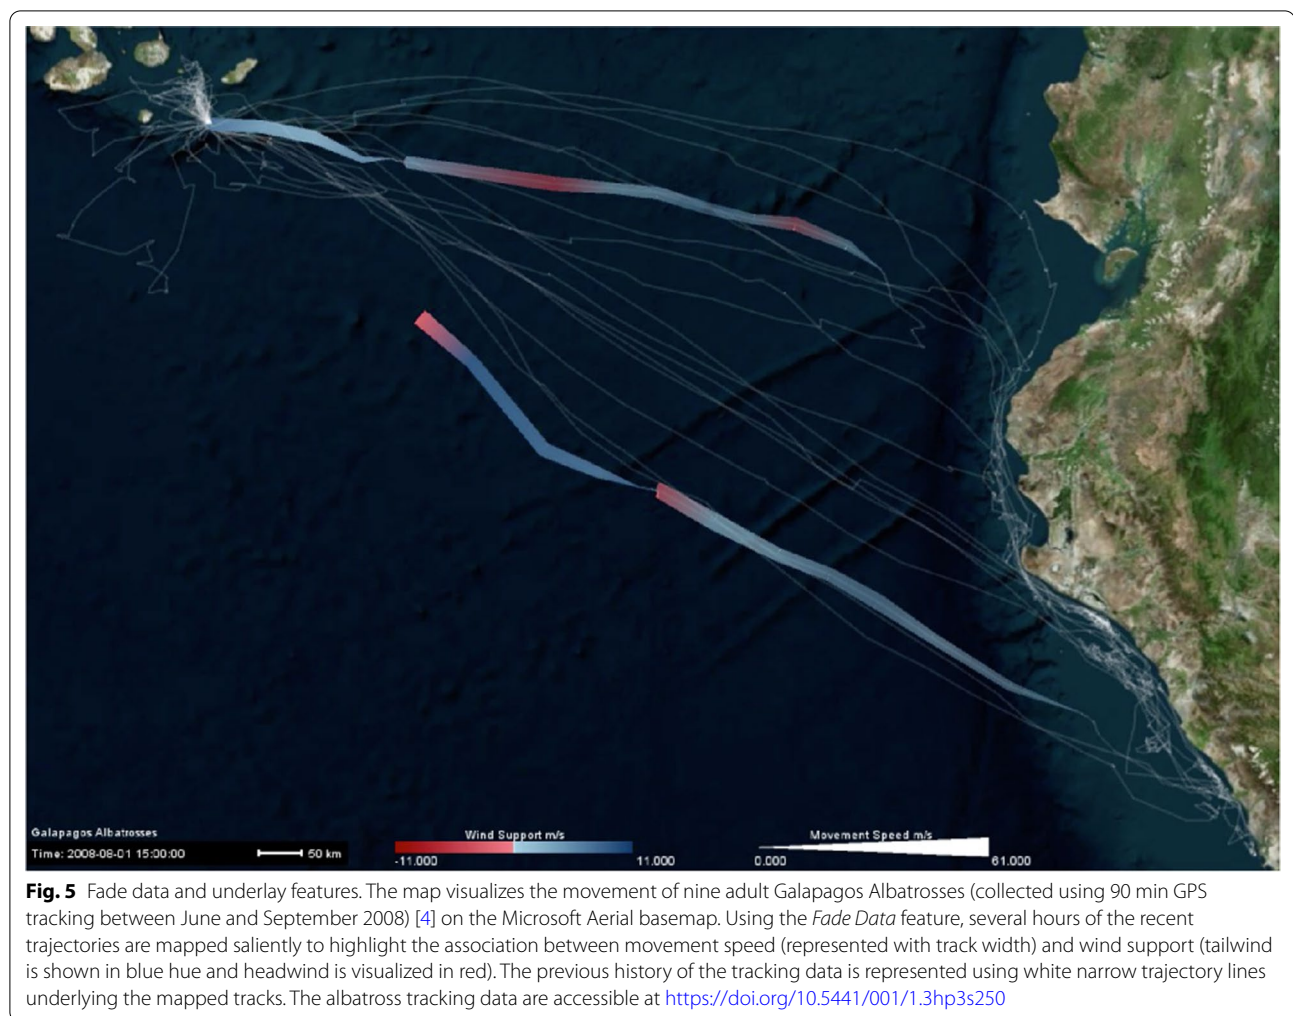 Galapagos Albatrosses
Time: 2008-08-01 15:00:00
50 km
Wind Support m/s
-11.000 11.000
Movement Speed m/s
0.000 61.000
Fig. 5 Fade data and underlay features. The map visualizes the movement of nine adult Galapagos Albatrosses (collected using 90 min GPS
tracking between June and September 2008) [4] on the Microsoft Aerial basemap. Using the Fade Data feature, several hours of the recent
trajectories are mapped saliently to highlight the association between movement speed (represented with track width) and wind support (tailwind
is shown in blue hue and headwind is visualized in red). The previous history of the tracking data is represented using white narrow trajectory lines
underlying the mapped tracks. The albatross tracking data are accessible at https://doi.org/10.5441/001/1.3hp3s250